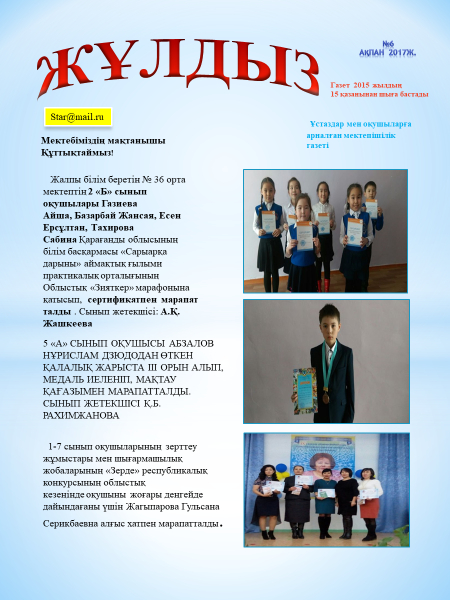 ЖҰЛДЫЗ
№6
АҚПАН 2017Ж.
Газет 2015 жылдың
15 қазанынан шыға бастады
Star@mail.ru
Ұстаздар мен оқушыларға
арналған мектепішілік
газеті
Мектебіміздің мақтанышы
Құттықтаймыз!
Жалпы білім беретін № 36 орта
мектептің 2 «Б» сынып
оқушылары Газиева
Айша, Базарбай Жансая, Есен
Ерсұлтан, Тахирова
Сабина Қарағанды облысының
білім басқармасы «Сарыарқа
дарыны» аймақтық ғылыми
практикалық орталығының
Облыстық «Зияткер» марафонына
қатысып, сертификатпен марапат
талды . Сынып жетекшісі: А.Қ.
Жашкеева
5 «А» СЫНЫП ОҚУШЫСЫ АБЗАЛОВ
НҰРИСЛАМ ДЗЮДОДАН ӨТКЕН
ҚАЛАЛЫҚ ЖАРЫСТА ІІІ ОРЫН АЛЫП,
МЕДАЛЬ ИЕЛЕНІП, МАҚТАУ
ҚАҒАЗЫМЕН МАРАПАТТАЛДЫ.
СЫНЫП ЖЕТЕКШІСІ Қ.Б.
РАХИМЖАНОВА
1-7 сынып оқушыларының зерттеу
жұмыстары мен шығармашылық
жобаларының «Зерде» республикалық
конкурсының облыстық
кезеңінде оқушыны жоғары деңгейде
дайындағаны үшін Жагыпарова Гульсана
Серикбаевна алғыс хатпен марапатталды.